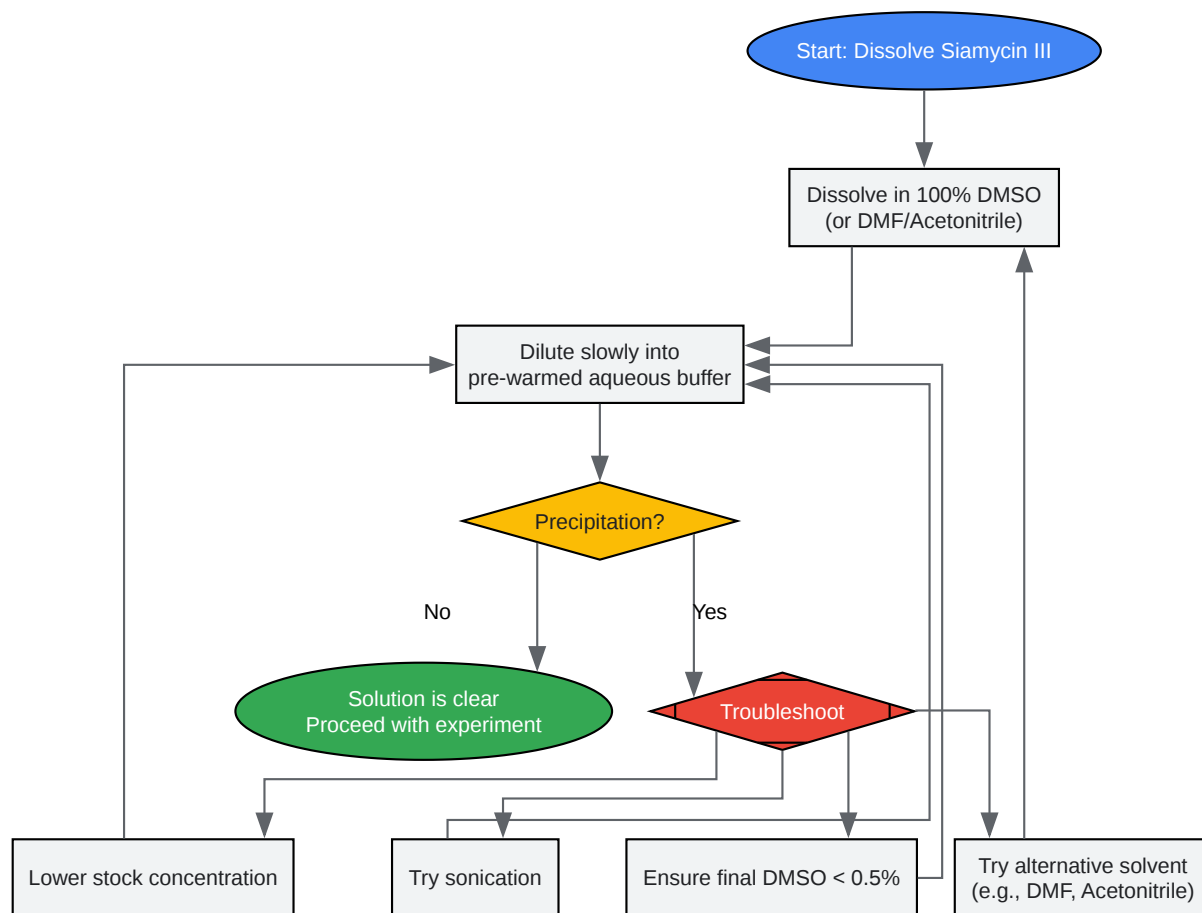 Start: Dissolve Siamycin III
Dissolve in 100% DMSO
(or DMF/Acetonitrile)
Dilute slowly into
pre-warmed aqueous buffer
Precipitation?
No
Yes
Solution is clear
Proceed with experiment
Troubleshoot
Lower stock concentration
Try sonication
Ensure final DMSO < 0.5%
Try alternative solvent
(e.g., DMF, Acetonitrile)